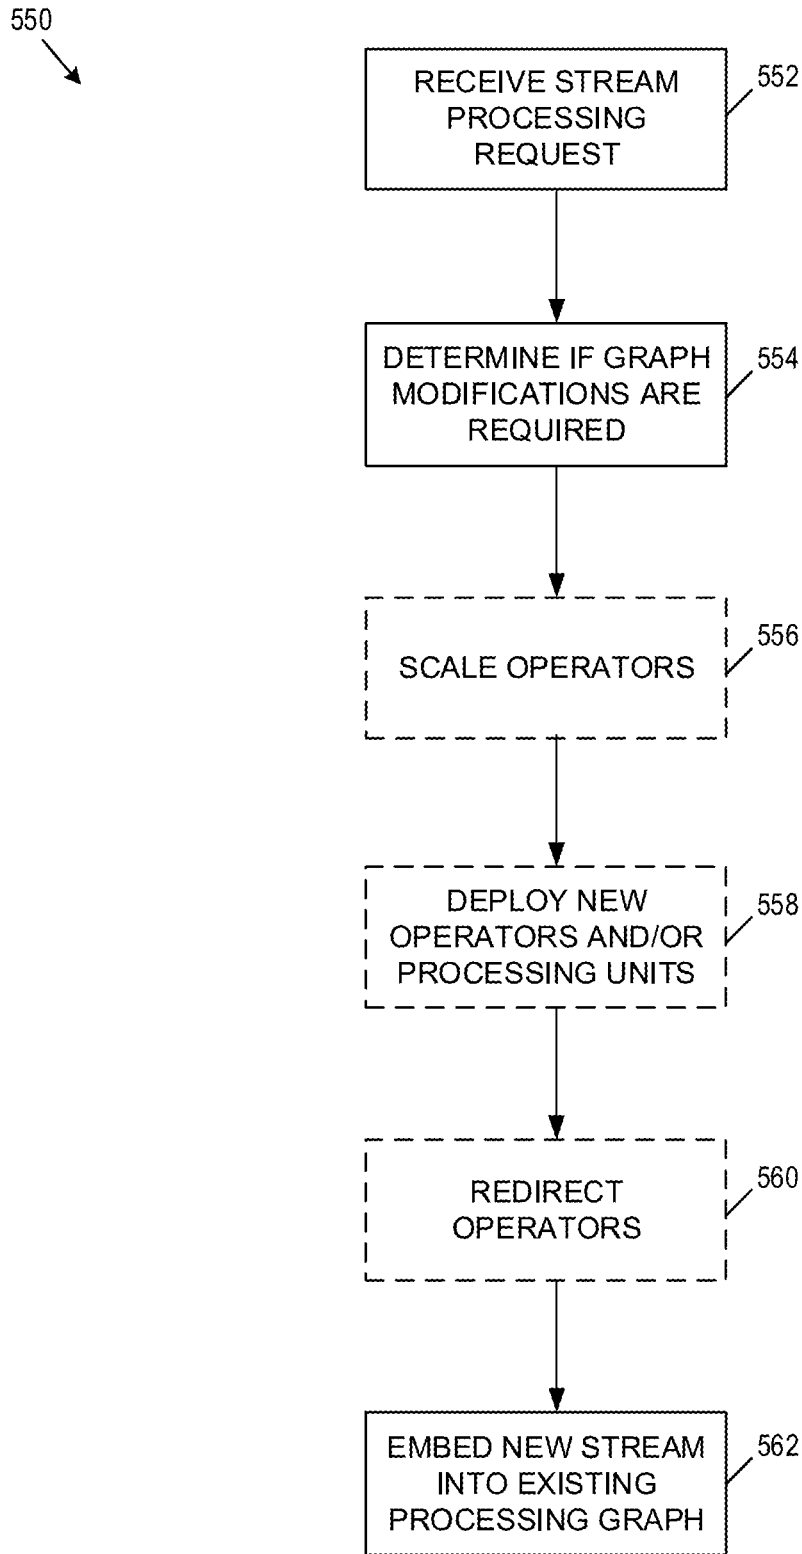 550
RECEIVE STREAM
PROCESSING
REQUEST
552
DETERMINE IF GRAPH
MODIFICATIONS ARE
REQUIRED
554
SCALE OPERATORS
556
DEPLOY NEW
OPERATORS AND/OR
PROCESSING UNITS
558
REDIRECT
OPERATORS
560
EMBED NEW STREAM
INTO EXISTING
PROCESSING GRAPH
562